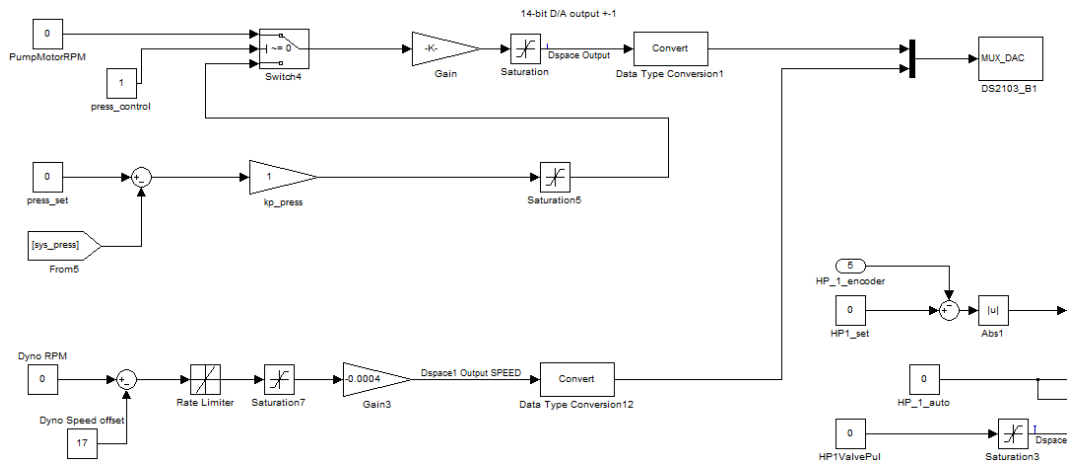 14-bit D/A output +-1
0
PumpMotorRPM
~= 0
Switch4
1
press_control
-K-
Gain
Saturation
Dspace Output
Convert
Data Type Conversion1
MUX_DAC
DS2103_B1
0
press_set
+
−
1
kp_press
Saturation5
[sys_press]
From5
5
HP_1_encoder
0
HP1_set
−
+
|u|
Abs1
Dyno RPM
0
+
−
Rate Limiter
Saturation7
-0.0004
Gain3
Dspace1 Output SPEED
Convert
Data Type Conversion12
Dyno Speed offset
17
0
HP_1_auto
0
HP1ValvePul
Saturation3
Dspace